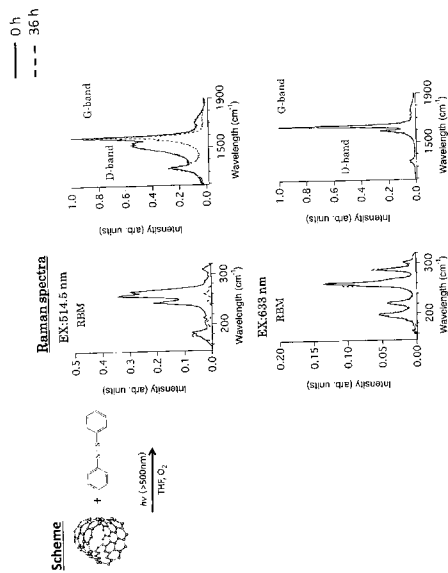 Scheme
+
S-S
hν (>500nm)
THF, O2
Raman spectra
0 h
36 h
EX:514.5 nm
RBM
Intensity (arb. units)
0.5
0.4
0.3
0.2
0.1
0.0
200
300
Wavelength (cm-1)
D-band
G-band
Intensity (arb. units)
1.0
0.8
0.6
0.4
0.2
0.0
1500
1900
Wavelength (cm-1)
EX:633 nm
RBM
Intensity (arb. units)
0.20
0.15
0.10
0.05
0.00
200
300
Wavelength (cm-1)
D-band
G-band
Intensity (arb. units)
1.0
0.8
0.6
0.4
0.2
0.0
1500
1900
Wavelength (cm-1)